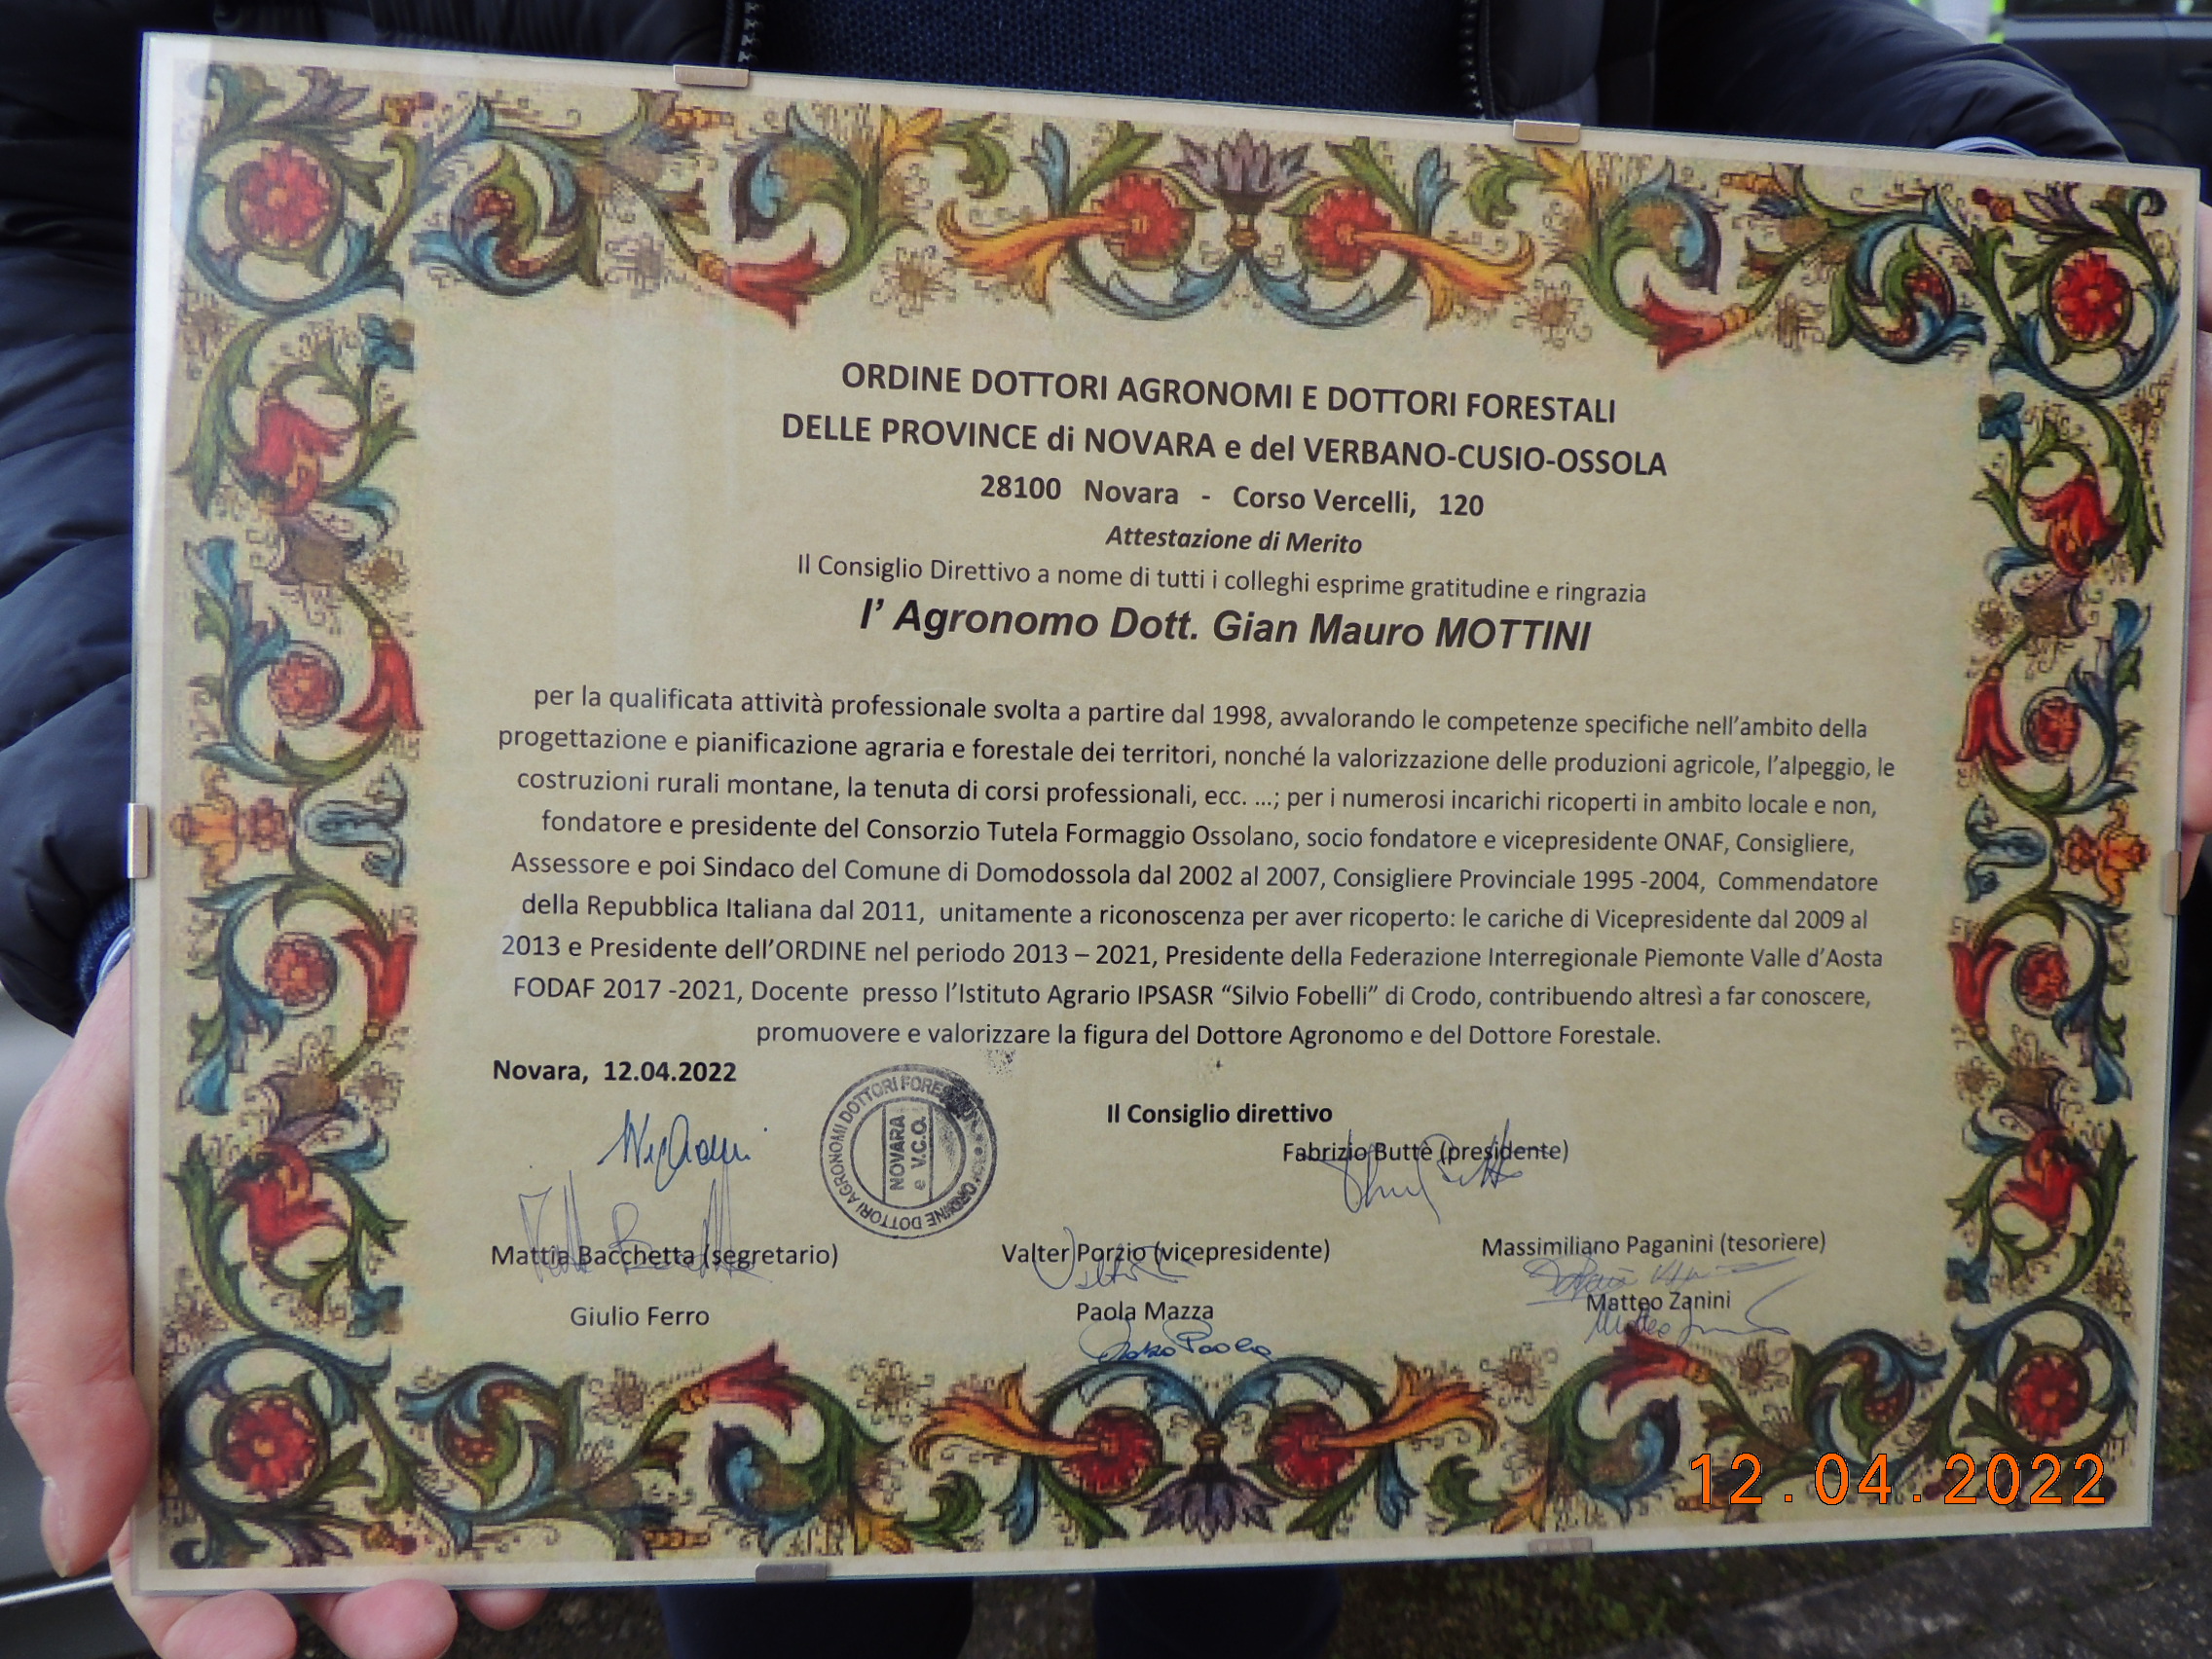 ORDINE DOTTORI AGRONOMI E DOTTORI FORESTALI
DELLE PROVINCE di NOVARA e del VERBANO-CUSIO-OSSOLA
28100 Novara - Corso Vercelli, 120
Attestazione di Merito
Il Consiglio Direttivo a nome di tutti i colleghi esprime gratitudine e ringrazia
l' Agronomo Dott. Gian Mauro MOTTINI
per la qualificata attività professionale svolta a partire dal 1998, avvalorando le competenze specifiche nell'ambito della
progettazione e pianificazione agraria e forestale dei territori, nonché la valorizzazione delle produzioni agricole, l'alpeggio, le
costruzioni rurali montane, la tenuta di corsi professionali, ecc. ...; per i numerosi incarichi ricoperti in ambito locale e non,
fondatore e presidente del Consorzio Tutela Formaggio Ossolano, socio fondatore e vicepresidente ONAF, Consigliere,
Assessore e poi Sindaco del Comune di Domodossola dal 2002 al 2007, Consigliere Provinciale 1995 -2004, Commendatore
della Repubblica Italiana dal 2011, unitamente a riconoscenza per aver ricoperto: le cariche di Vicepresidente dal 2009 al
2013 e Presidente dell'ORDINE nel periodo 2013 – 2021, Presidente della Federazione Interregionale Piemonte Valle d'Aosta
FODAF 2017 -2021, Docente presso l'Istituto Agrario IPSASR "Silvio Fobelli" di Crodo, contribuendo altresì a far conoscere,
promuovere e valorizzare la figura del Dottore Agronomo e del Dottore Forestale.
Novara, 12.04.2022
ORDINE DOTTORI AGRONOMI DOTTORI
NOVARA
e V.C.O.
Il Consiglio direttivo
Fabrizio Buttè (presidente)
Mattia Bacchetta (segretario)
Valter Porzio (vicepresidente)
Massimiliano Paganini (tesoriere)
Giulio Ferro
Paola Mazza
Matteo Zanini
12.04.2022